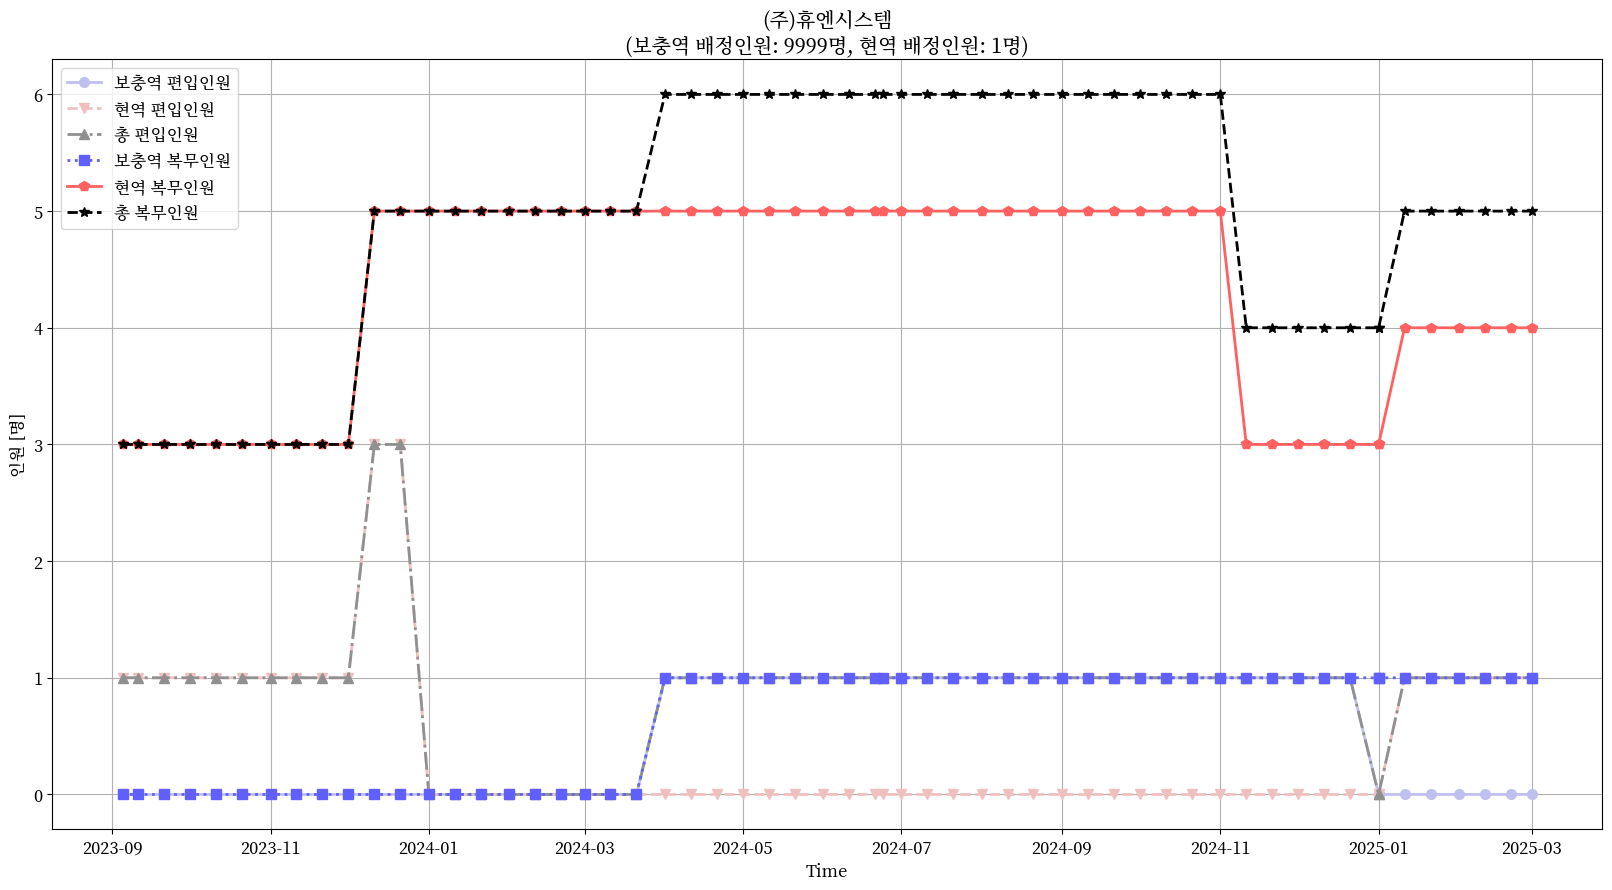 (주)휴엔시스템
(보충역 배정인원: 9999명, 현역 배정인원: 1명)
보충역 편입인원
현역 편입인원
총 편입인원
보충역 복무인원
현역 복무인원
총 복무인원
6
5
4
3
2
1
0
인원 [명]
2023-09
2023-11
2024-01
2024-03
2024-05
2024-07
2024-09
2024-11
2025-01
2025-03
Time